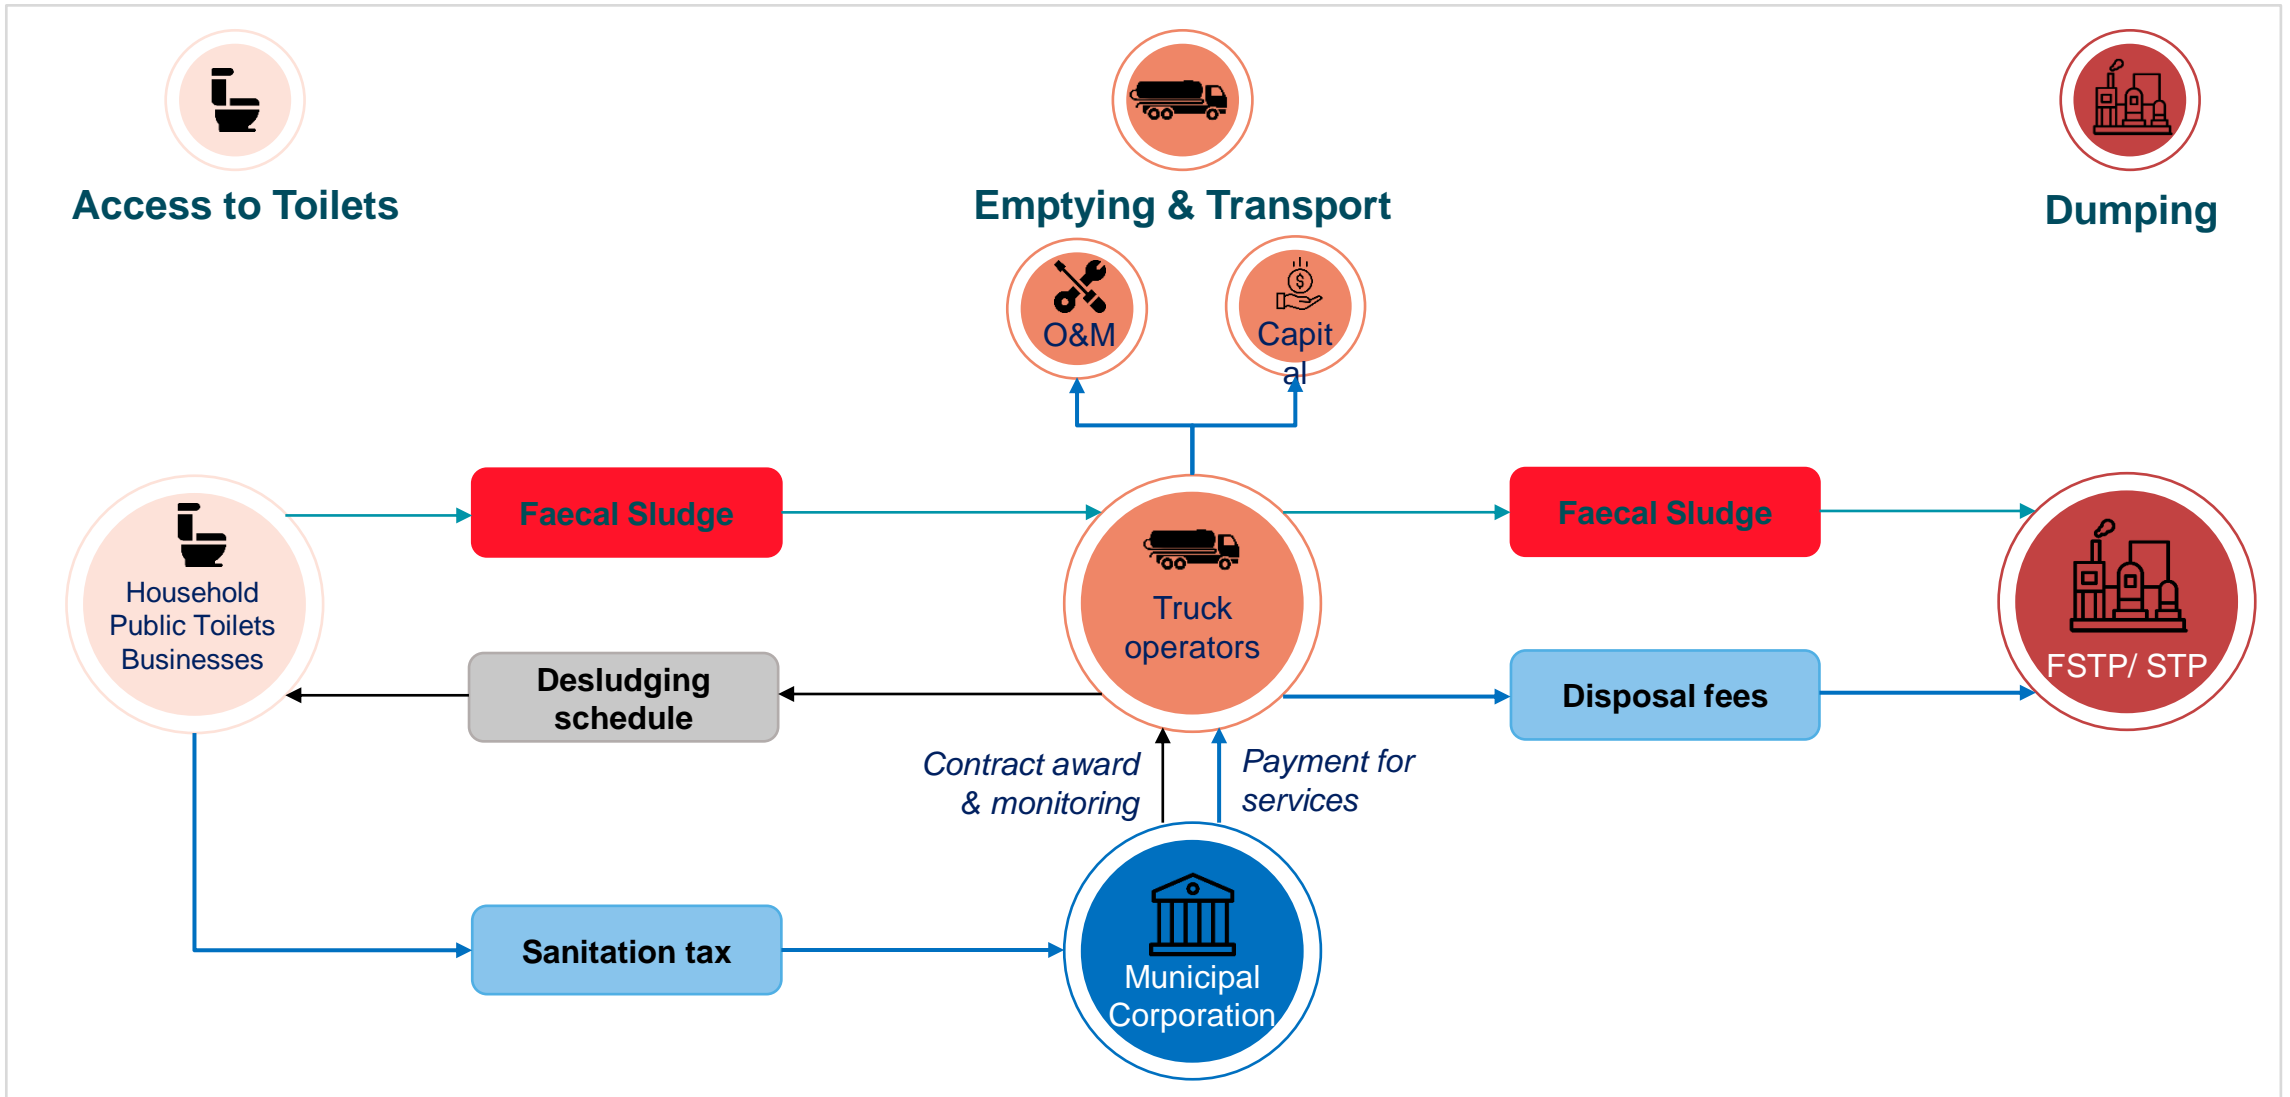 Access to Toilets
Emptying & Transport
Dumping
O&M
Capit
al
Faecal Sludge
Faecal Sludge
Household
Public Toilets
Businesses
Truck
operators
FSTP/ STP
Desludging
schedule
Disposal fees
Contract award
& monitoring
Payment for
services
Sanitation tax
Municipal
Corporation